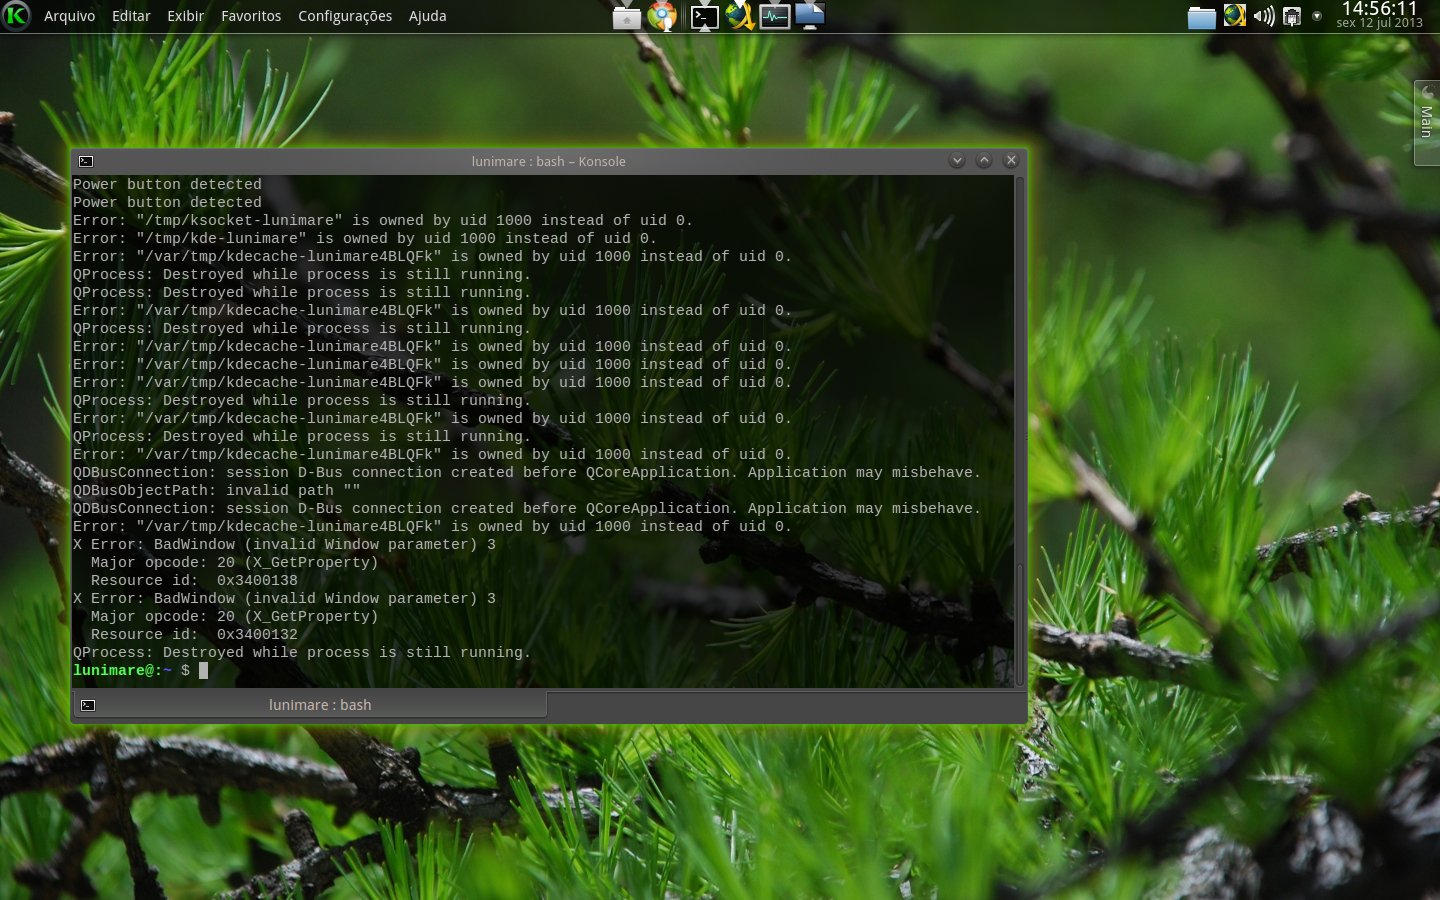 Arquivo Editar Exibir Favoritos Configurações Ajuda
14:56:11
sex 12 jul 2013
Main
lunimare : bash – Konsole
Power button detected
Power button detected
Error: "/tmp/ksocket-lunimare" is owned by uid 1000 instead of uid 0.
Error: "/tmp/kde-lunimare" is owned by uid 1000 instead of uid 0.
Error: "/var/tmp/kdecache-lunimare4BLQFk" is owned by uid 1000 instead of uid 0.
QProcess: Destroyed while process is still running.
QProcess: Destroyed while process is still running.
Error: "/var/tmp/kdecache-lunimare4BLQFk" is owned by uid 1000 instead of uid 0.
QProcess: Destroyed while process is still running.
Error: "/var/tmp/kdecache-lunimare4BLQFk" is owned by uid 1000 instead of uid 0.
Error: "/var/tmp/kdecache-lunimare4BLQFk" is owned by uid 1000 instead of uid 0.
Error: "/var/tmp/kdecache-lunimare4BLQFk" is owned by uid 1000 instead of uid 0.
QProcess: Destroyed while process is still running.
Error: "/var/tmp/kdecache-lunimare4BLQFk" is owned by uid 1000 instead of uid 0.
QProcess: Destroyed while process is still running.
Error: "/var/tmp/kdecache-lunimare4BLQFk" is owned by uid 1000 instead of uid 0.
QDBusConnection: session D-Bus connection created before QCoreApplication. Application may misbehave.
QDBusObjectPath: invalid path ""
QDBusConnection: session D-Bus connection created before QCoreApplication. Application may misbehave.
Error: "/var/tmp/kdecache-lunimare4BLQFk" is owned by uid 1000 instead of uid 0.
X Error: BadWindow (invalid Window parameter) 3
  Major opcode: 20 (X_GetProperty)
  Resource id:  0x3400138
X Error: BadWindow (invalid Window parameter) 3
  Major opcode: 20 (X_GetProperty)
  Resource id:  0x3400132
QProcess: Destroyed while process is still running.
lunimare@:~ $
lunimare : bash